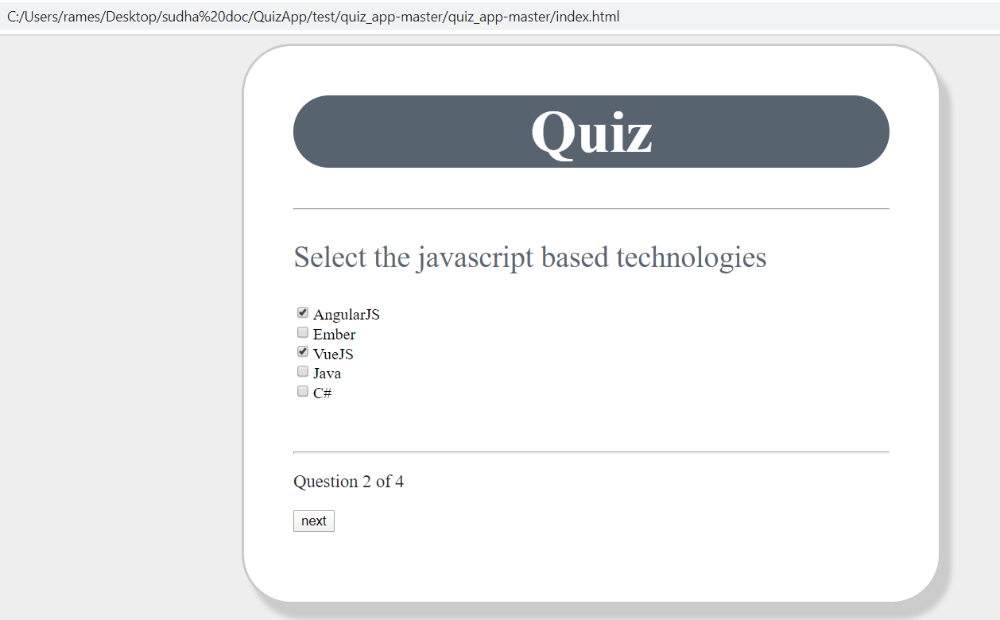 C:/Users/rames/Desktop/sudha%20doc/QuizApp/test/quiz_app-master/quiz_app-master/index.html
Quiz
Select the javascript based technologies
AngularJS
Ember
VueJS
Java
C#
Question 2 of 4
next